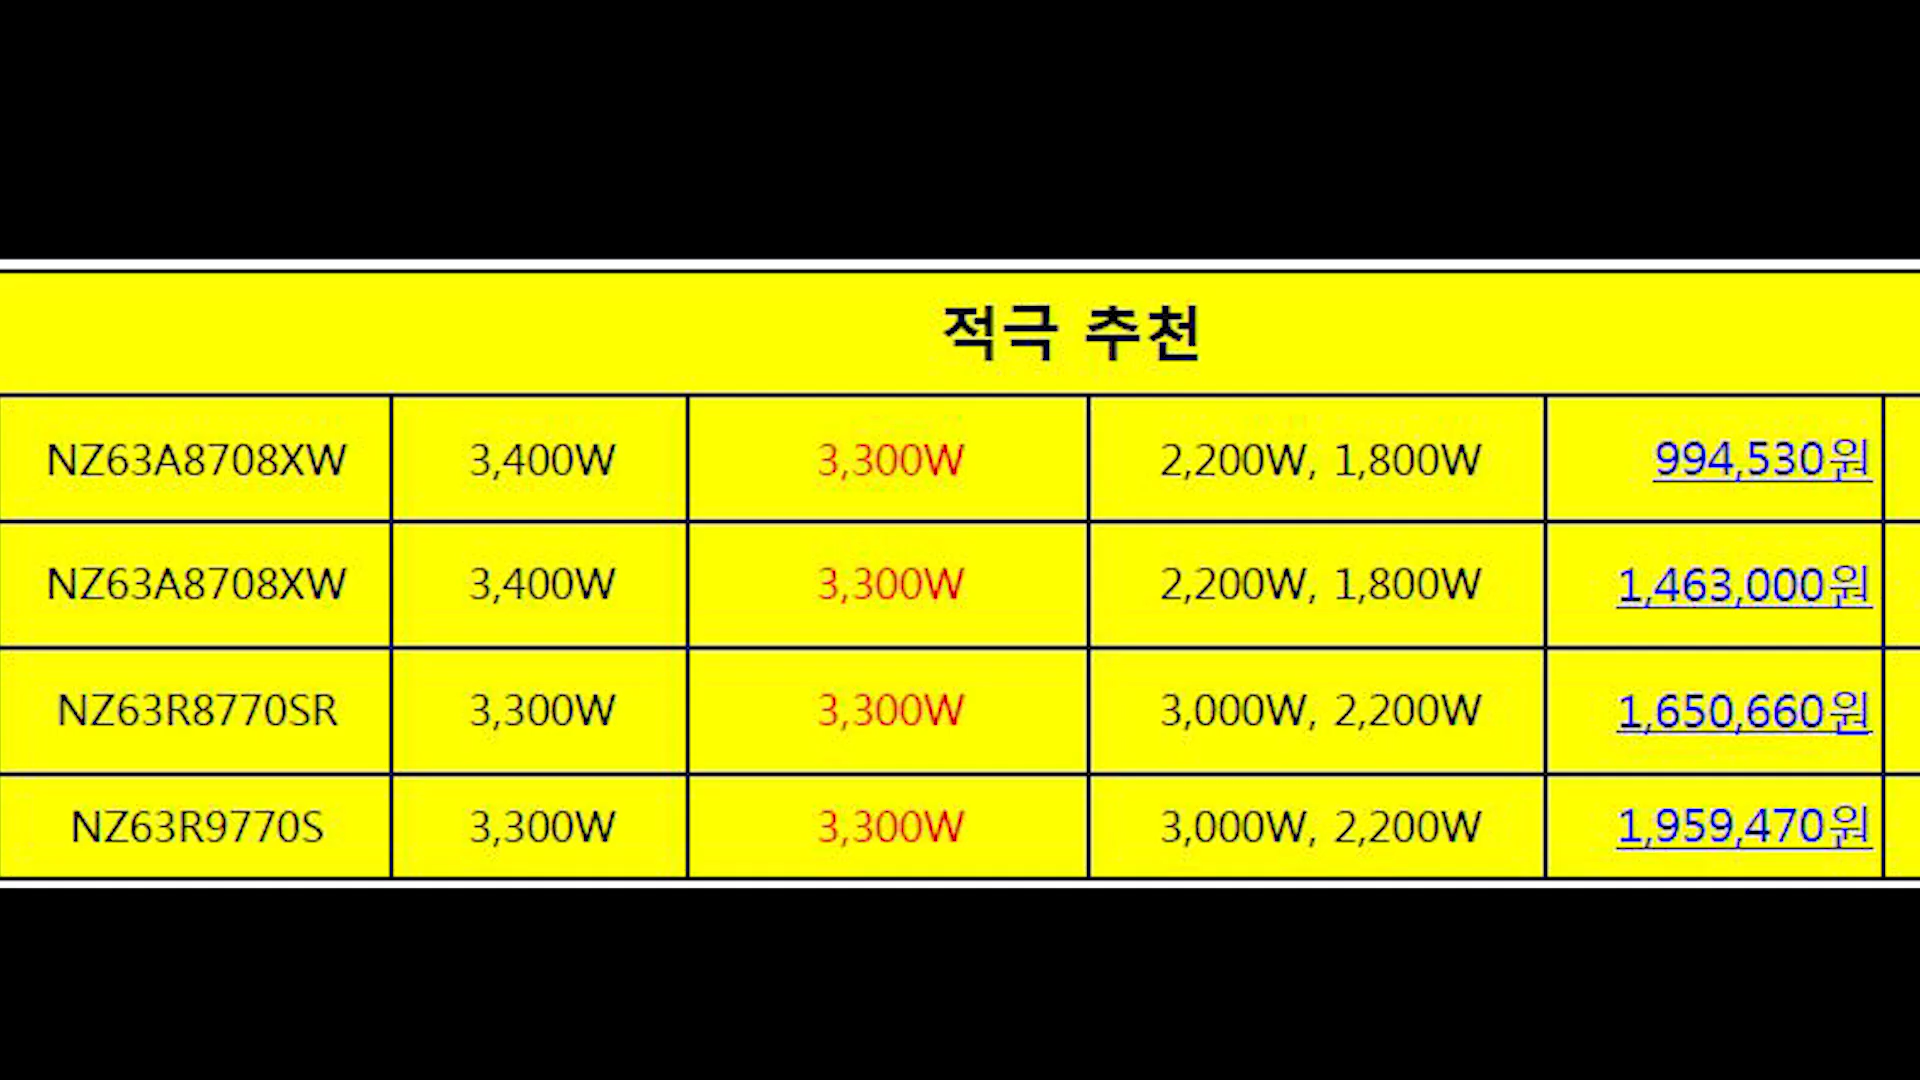 적극 추천
NZ63A8708XW 3,400W 3,300W 2,200W, 1,800W 994,530원
NZ63A8708XW 3,400W 3,300W 2,200W, 1,800W 1,463,000원
NZ63R8770SR 3,300W 3,300W 3,000W, 2,200W 1,650,660원
NZ63R9770S 3,300W 3,300W 3,000W, 2,200W 1,959,470원